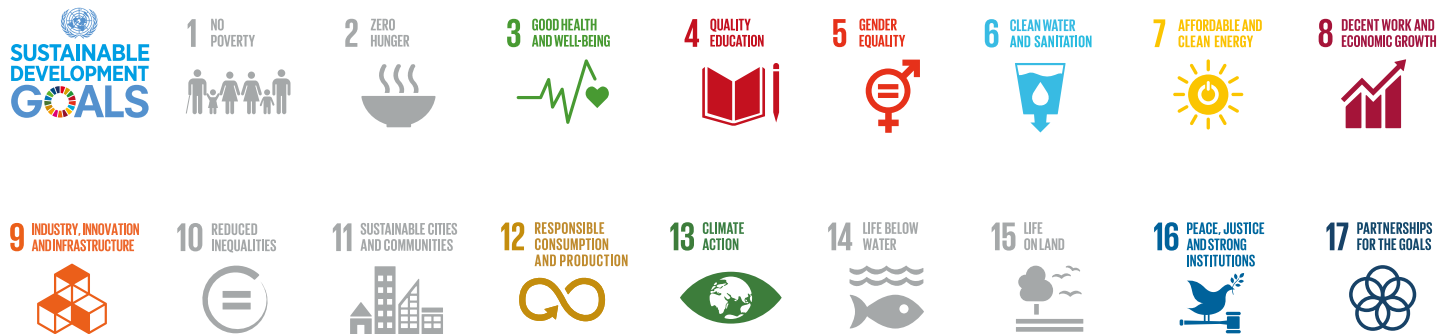 SUSTAINABLE
DEVELOPMENT
GOALS
1 NO
POVERTY
2 ZERO
HUNGER
3 GOOD HEALTH
AND WELL-BEING
4 QUALITY
EDUCATION
5 GENDER
EQUALITY
6 CLEAN WATER
AND SANITATION
7 AFFORDABLE AND
CLEAN ENERGY
8 DECENT WORK AND
ECONOMIC GROWTH
9 INDUSTRY, INNOVATION
AND INFRASTRUCTURE
10 REDUCED
INEQUALITIES
11 SUSTAINABLE CITIES
AND COMMUNITIES
12 RESPONSIBLE
CONSUMPTION
AND PRODUCTION
13 CLIMATE
ACTION
14 LIFE BELOW
WATER
15 LIFE
ON LAND
16 PEACE, JUSTICE
AND STRONG
INSTITUTIONS
17 PARTNERSHIPS
FOR THE GOALS